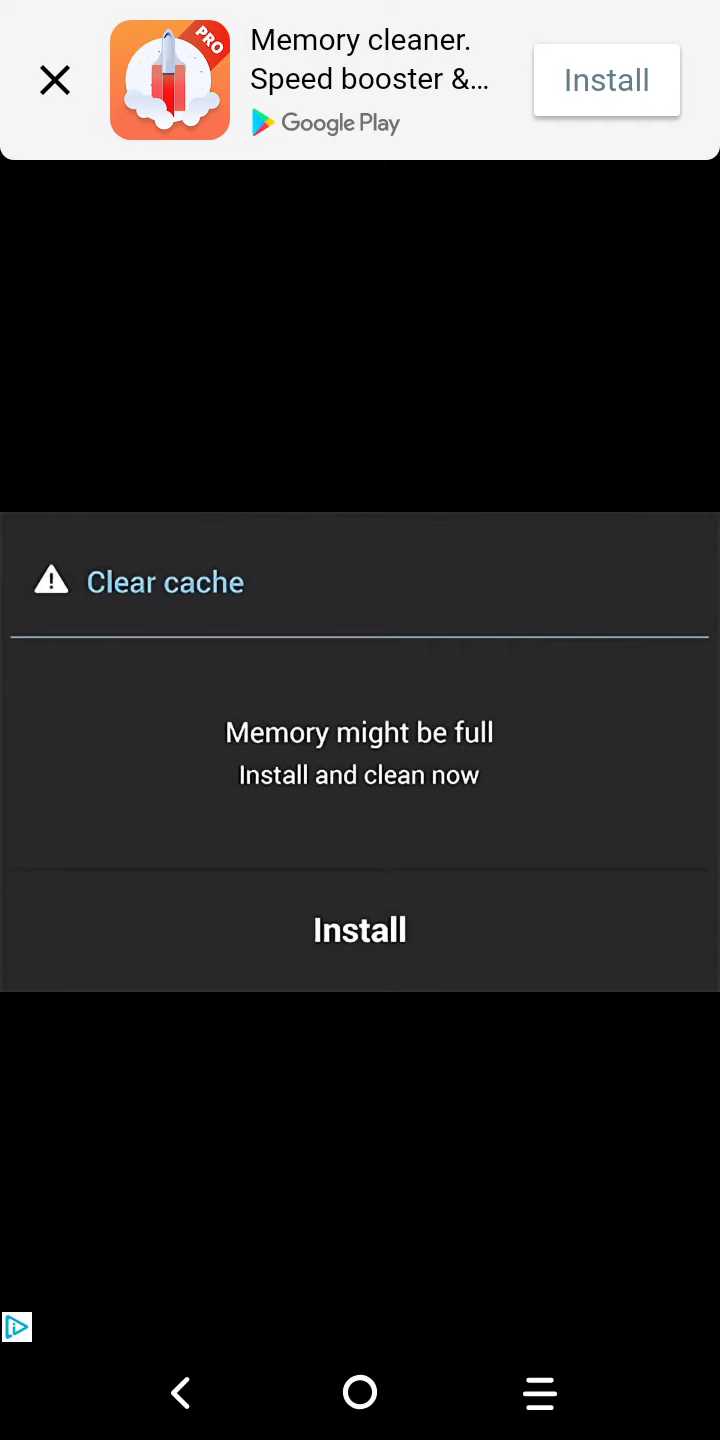 PRO
Memory cleaner.
Speed booster &...
Google Play
Install
Clear cache
Memory might be full
Install and clean now
Install